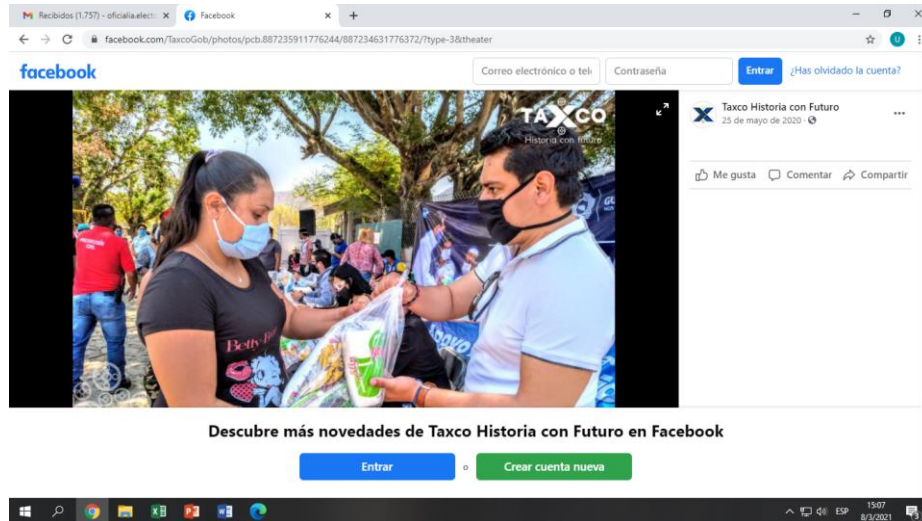 Recibidos (1.757) - oficialia.elect
Facebook
facebook.com/TaxcoGob/photos/pcb.887235911776244/887234631776372/?type=3&theater
U
facebook
Correo electrónico o telé
Contraseña
Entrar
¿Has olvidado la cuenta?
TAXCO
Historia con futuro
PROTECCIÓN
CIVIL
Betty Boop
Apoyo
Taxco Historia con Futuro
25 de mayo de 2020
Me gusta
Comentar
Compartir
Descubre más novedades de Taxco Historia con Futuro en Facebook
Entrar
o
Crear cuenta nueva
ESP
15:07
8/3/2021